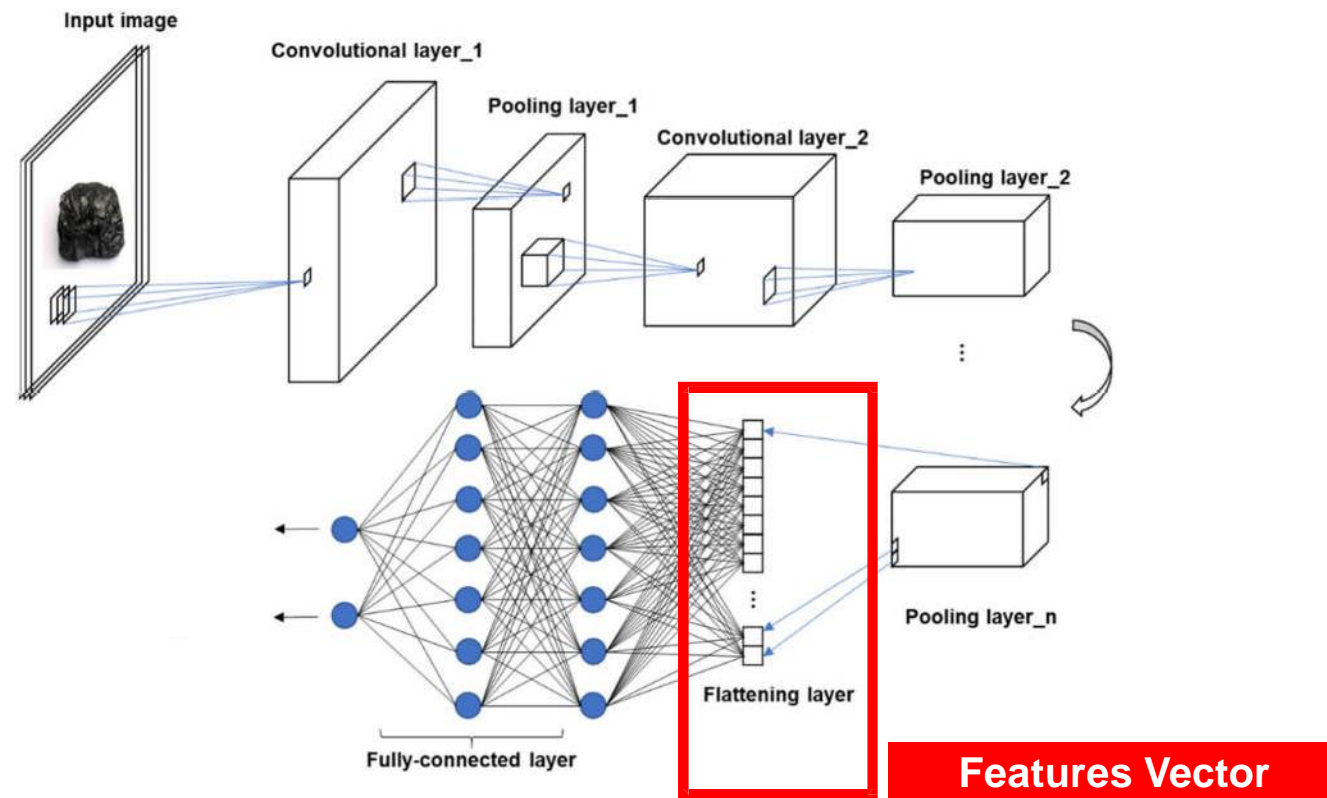 Input image
Convolutional layer_1
Pooling layer_1
Convolutional layer_2
Pooling layer_2
...
...
Pooling layer_n
Flattening layer
Fully-connected layer
Features Vector